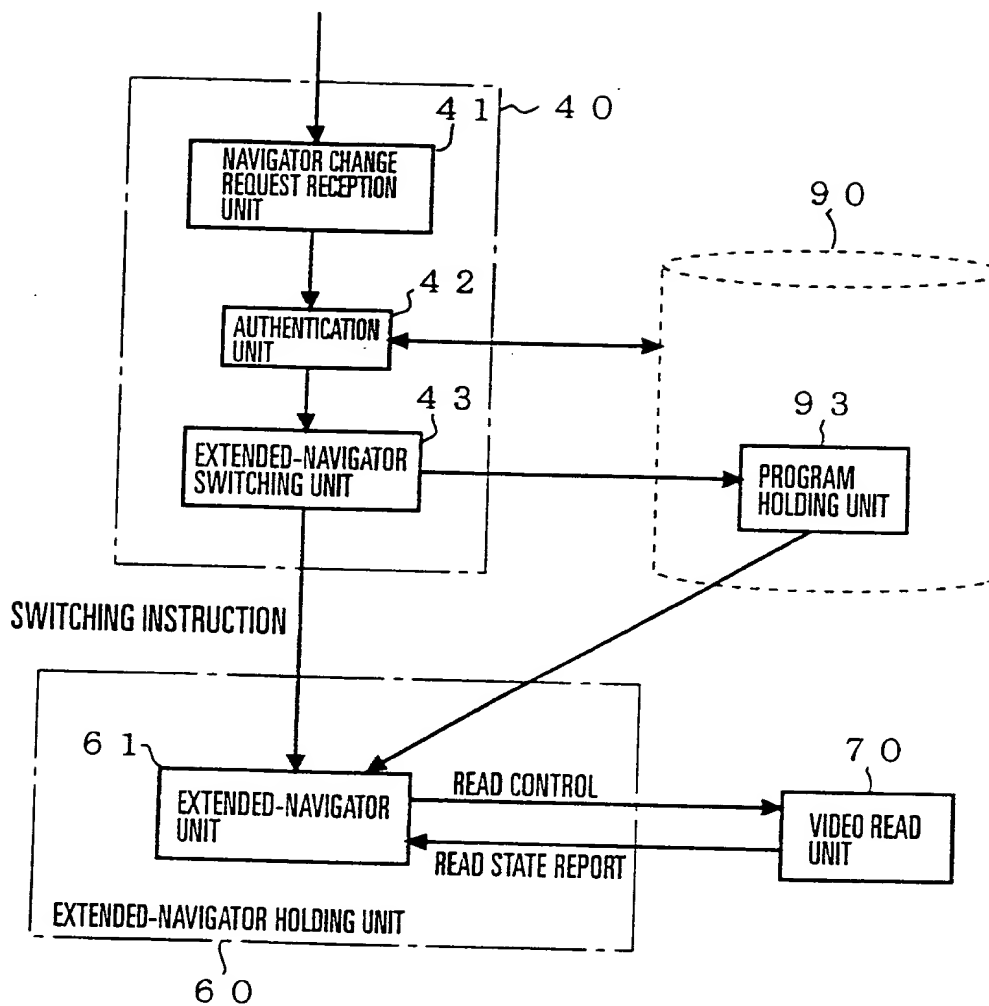 40
41
NAVIGATOR CHANGE
REQUEST RECEPTION
UNIT
90
42
AUTHENTICATION
UNIT
43
93
EXTENDED-NAVIGATOR
SWITCHING UNIT
PROGRAM
HOLDING UNIT
SWITCHING INSTRUCTION
61
70
EXTENDED-NAVIGATOR
UNIT
READ CONTROL
VIDEO READ
UNIT
READ STATE REPORT
EXTENDED-NAVIGATOR HOLDING UNIT
60